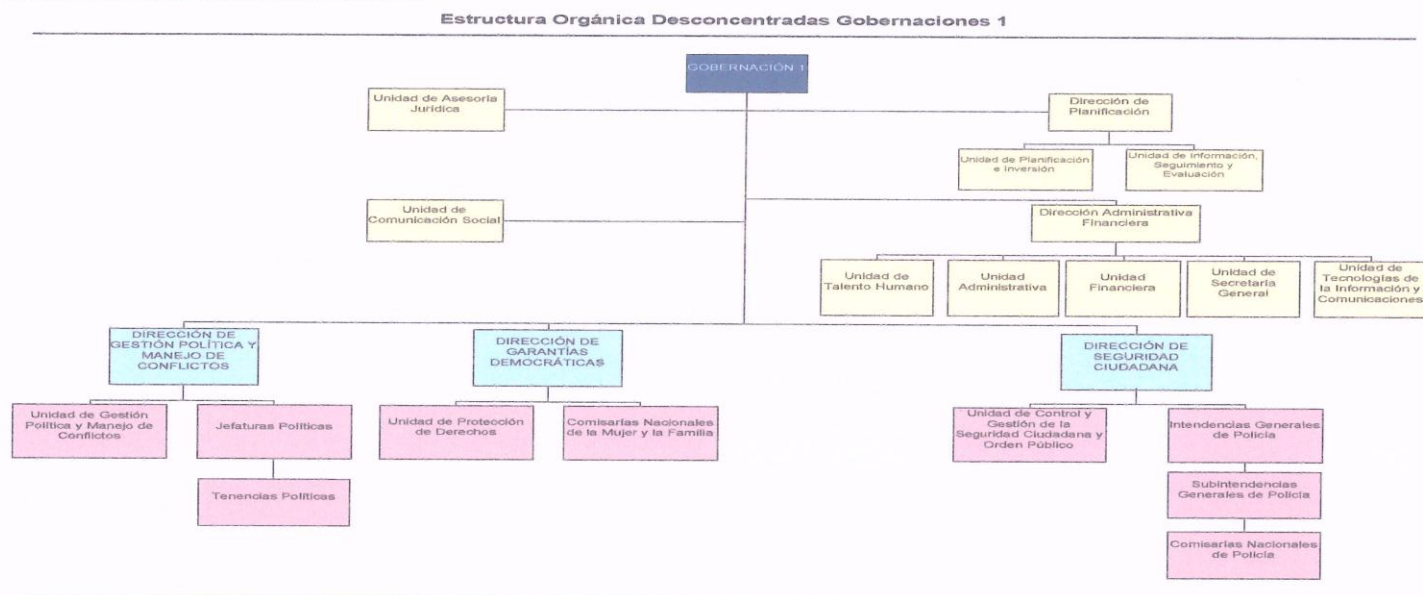 Estructura Orgánica Desconcentradas Gobernaciones 1
GOBERNACIÓN 1
Unidad de Asesoría
Jurídica
Dirección de
Planificación
Unidad de Planificación
e Inversión
Unidad de Información,
Seguimiento y
Evaluación
Unidad de
Comunicación Social
Dirección Administrativa
Financiera
Unidad de
Talento Humano
Unidad
Administrativa
Unidad
Financiera
Unidad de
Secretaría
General
Unidad de
Tecnologías de
la Información y
Comunicaciones
DIRECCIÓN DE
GESTIÓN POLÍTICA Y
MANEJO DE
CONFLICTOS
DIRECCIÓN DE
GARANTÍAS
DEMOCRÁTICAS
DIRECCIÓN DE
SEGURIDAD
CIUDADANA
Unidad de Gestión
Política y Manejo de
Conflictos
Jefaturas Políticas
Tenencias Políticas
Unidad de Protección
de Derechos
Comisarías Nacionales
de la Mujer y la Familia
Unidad de Control y
Gestión de la
Seguridad Ciudadana y
Orden Público
Intendencias Generales
de Policía
Subintendencias
Generales de Policía
Comisarías Nacionales
de Policía